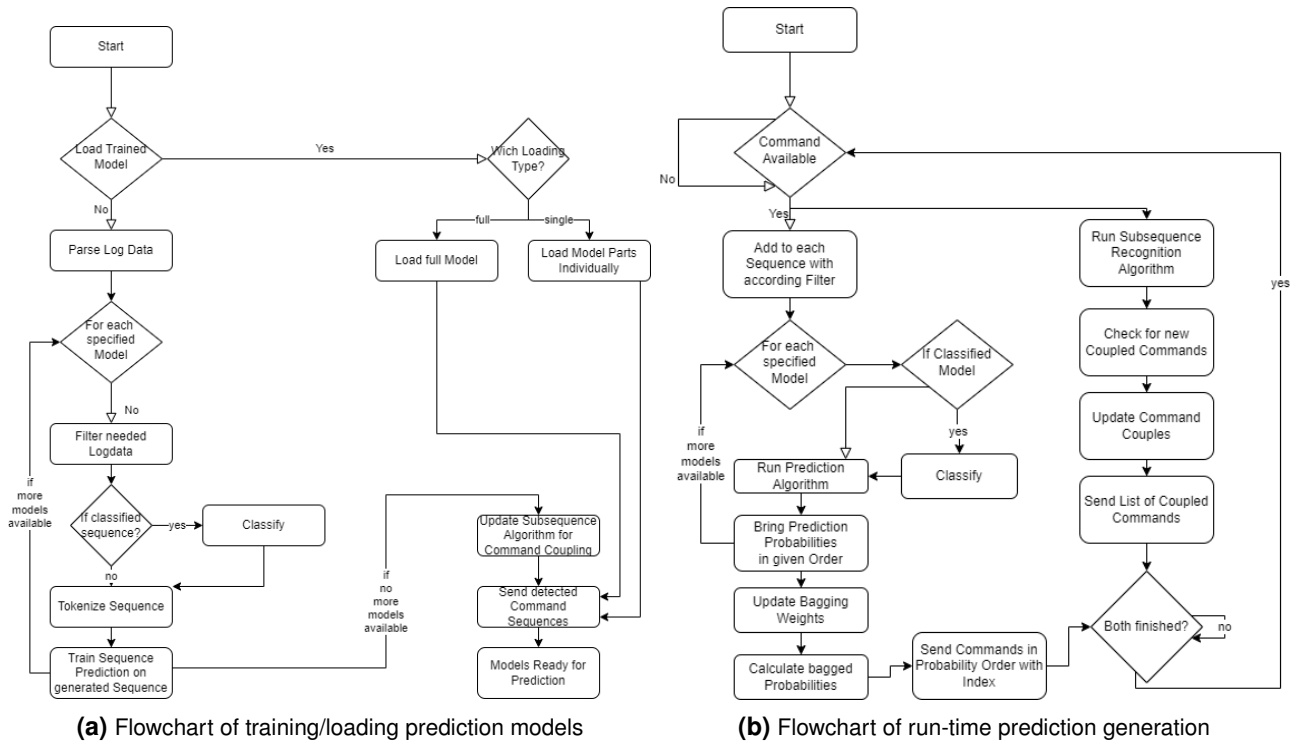 Start
Load Trained
Model
Yes
Wich Loading
Type?
No
full
single
Parse Log Data
Load full Model
Load Model Parts
Individually
For each
specified
Model
No
Filter needed
Logdata
if
more
models
available
If classified
sequence?
yes
Classify
no
Tokenize Sequence
Train Sequence
Prediction on
generated Sequence
if
no
more
models
available
Update Subsequence
Algorithm for
Command Coupling
Send detected
Command
Sequences
Models Ready for
Prediction
(a) Flowchart of training/loading prediction models
Start
Command
Available
No
Yes
Add to each
Sequence with
according Filter
Run Subsequence
Recognition
Algorithm
yes
For each
specified
Model
If Classified
Model
Check for new
Coupled Commands
if
more
models
available
yes
Update Command
Couples
Run Prediction
Algorithm
Classify
Bring Prediction
Probabilities
in given Order
Send List of Coupled
Commands
Update Bagging
Weights
Calculate bagged
Probabilities
Send Commands in
Probability Order with
Index
Both finished?
no
(b) Flowchart of run-time prediction generation